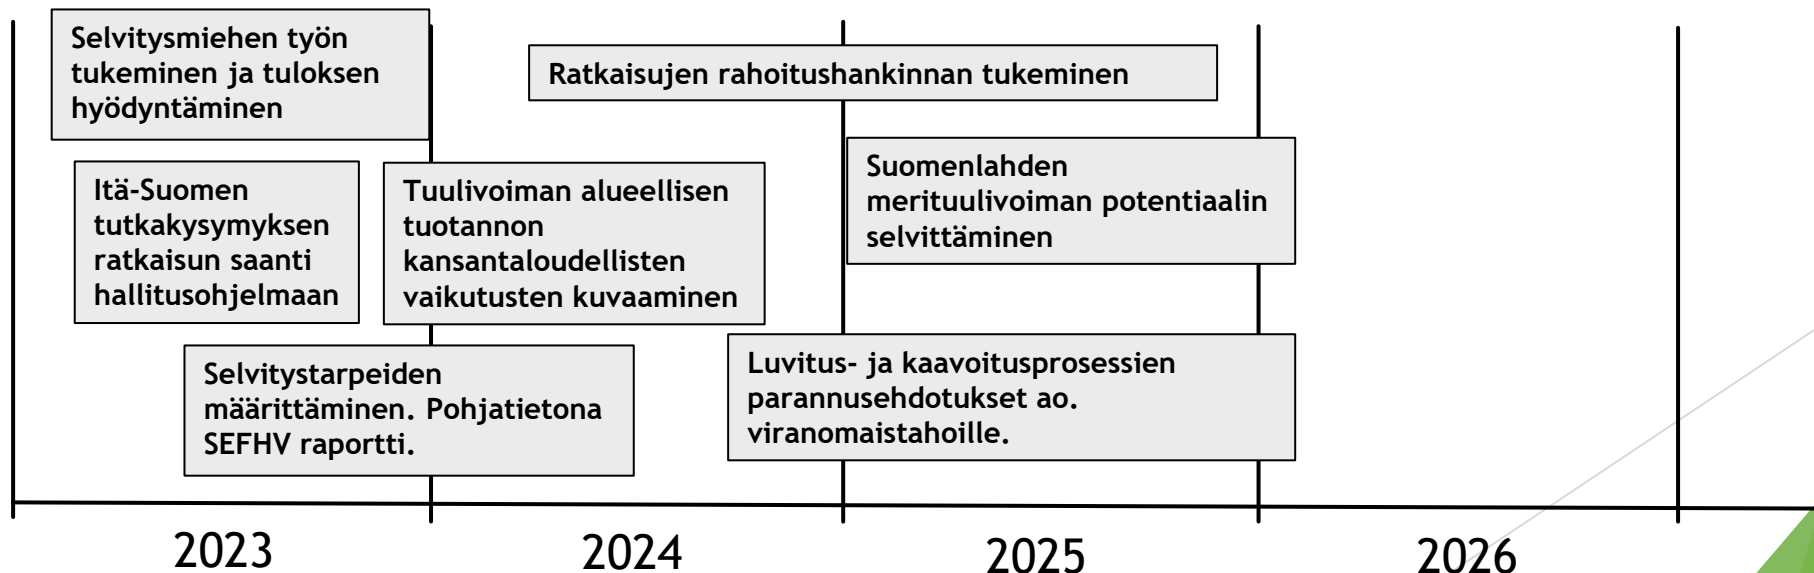 Selvitysmiehen työn
tukeminen ja tuloksen
hyödyntäminen
Ratkaisujen rahoitushankinnan tukeminen
Itä-Suomen
tutkakysymyksen
ratkaisun saanti
hallitusohjelmaan
Tuulivoiman alueellisen
tuotannon
kansantaloudellisten
vaikutusten kuvaaminen
Suomenlahden
merituulivoiman potentiaalin
selvittäminen
Selvitystarpeiden
määrittäminen. Pohjatietona
SEFHV raportti.
Luvitus- ja kaavoitusprosessien
parannusehdotukset ao.
viranomaistahoille.
2023
2024
2025
2026